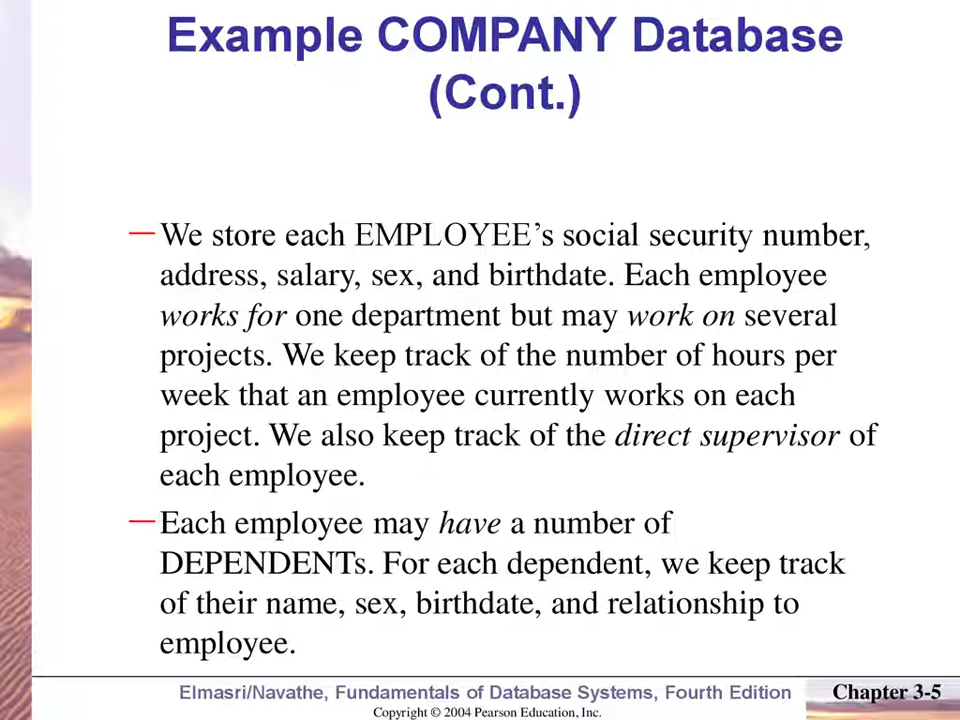 Example COMPANY Database
(Cont.)
— We store each EMPLOYEE’s social security number,
address, salary, sex, and birthdate. Each employee
works for one department but may work on several
projects. We keep track of the number of hours per
week that an employee currently works on each
project. We also keep track of the direct supervisor of
each employee.
— Each employee may have a number of
DEPENDENTs. For each dependent, we keep track
of their name, sex, birthdate, and relationship to
employee.
Elmasri/Navathe, Fundamentals of Database Systems, Fourth Edition
Chapter 3-5
Copyright © 2004 Pearson Education, Inc.